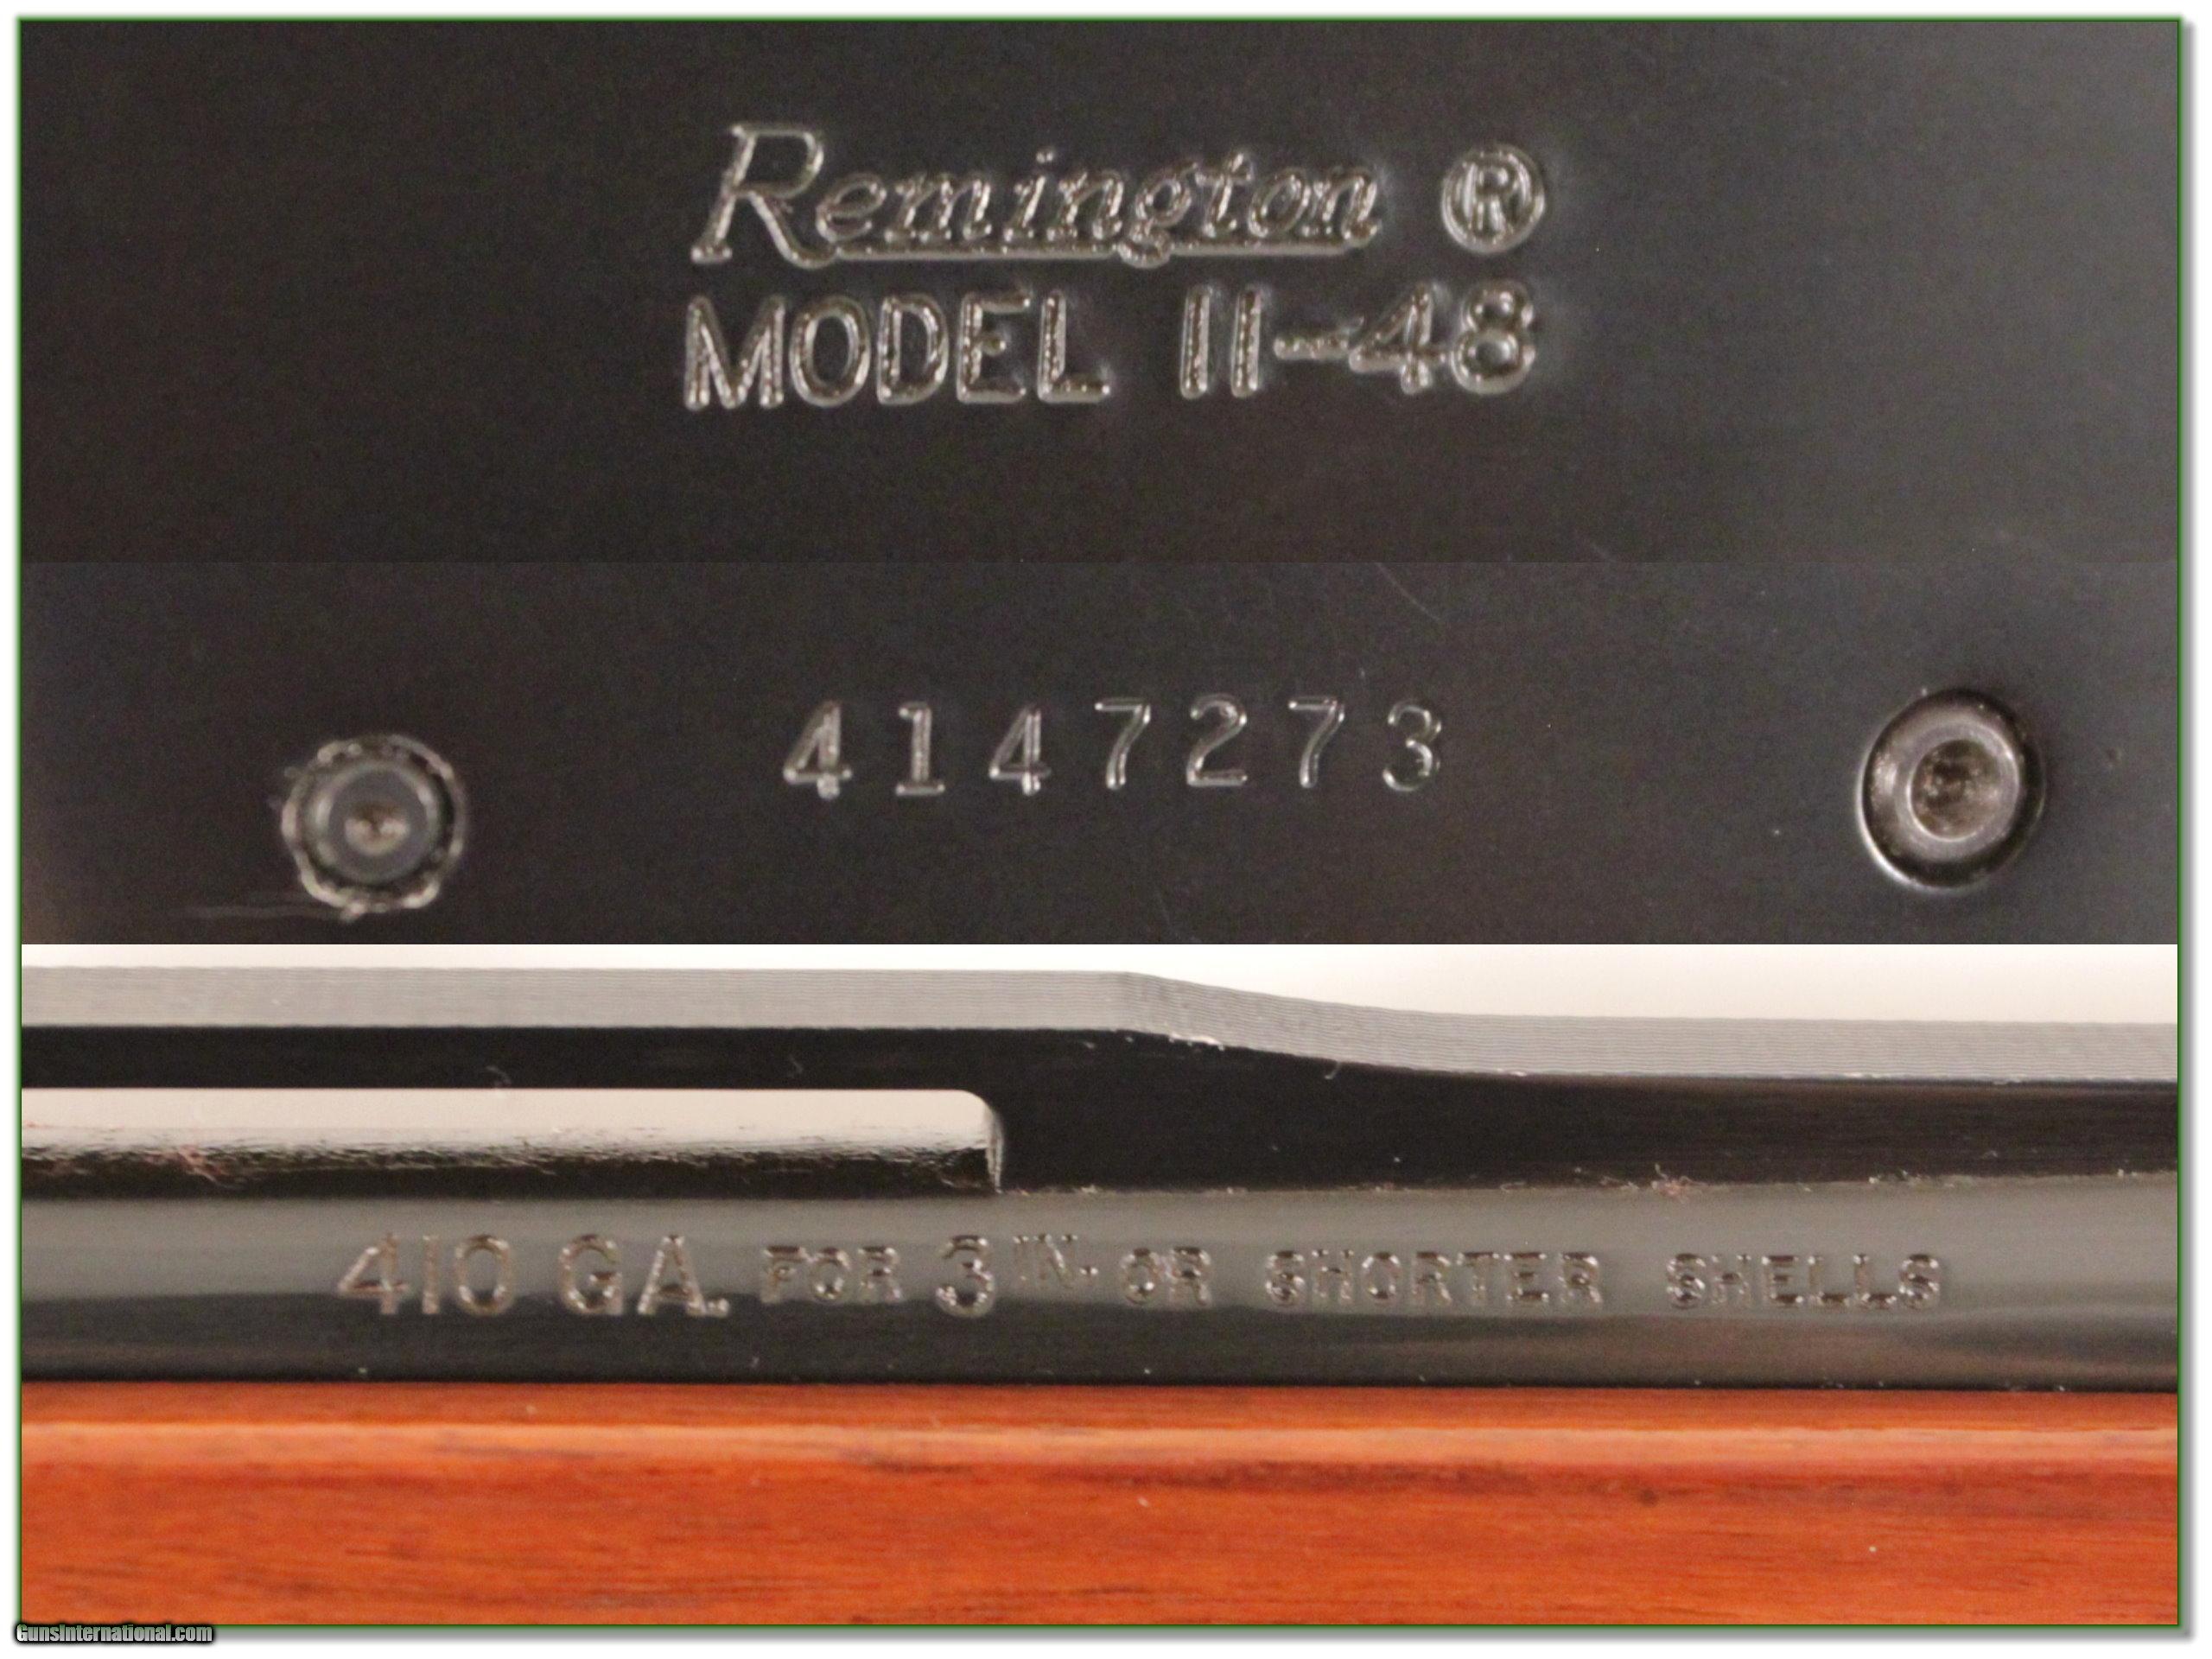 Remington ®
MODEL 11-48
4147273
410 GA. FOR 3 IN. OR SHORTER SHELLS
GunsInternational.com